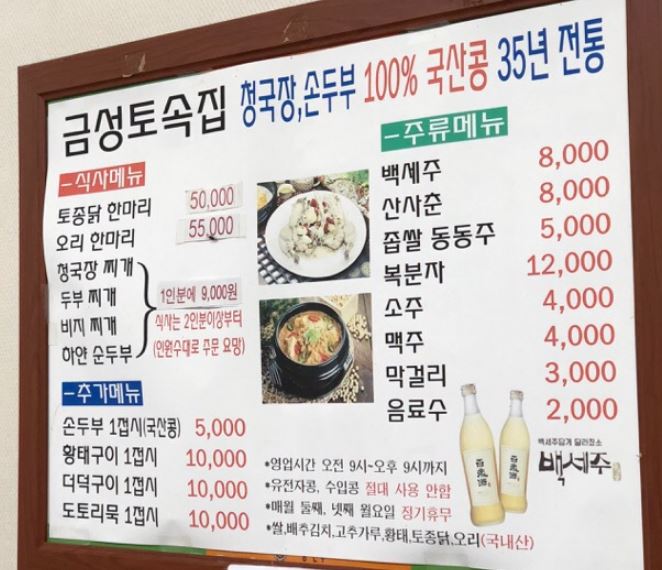 금성토속집 청국장,손두부 100% 국산콩 35년 전통
-식사메뉴
토종닭 한마리 50,000
오리 한마리 55,000
청국장 찌개
두부 찌개
비지 찌개
하얀 순두부
1인분에 9,000원
식사는 2인분이상부터
(인원수대로 주문 요망)
-추가메뉴
손두부 1접시(국산콩) 5,000
황태구이 1접시 10,000
더덕구이 1접시 10,000
도토리묵 1접시 10,000
-주류메뉴
백세주 8,000
산사춘 8,000
좁쌀 동동주 5,000
복분자 12,000
소주 4,000
맥주 4,000
막걸리 3,000
음료수 2,000
*영업시간 오전 9시~오후 9시까지
*유전자콩, 수입콩 절대 사용 안함
*매월 둘째, 넷째 월요일 정기휴무
*쌀,배추김치,고추가루,황태,토종닭,오리(국내산)
백세주